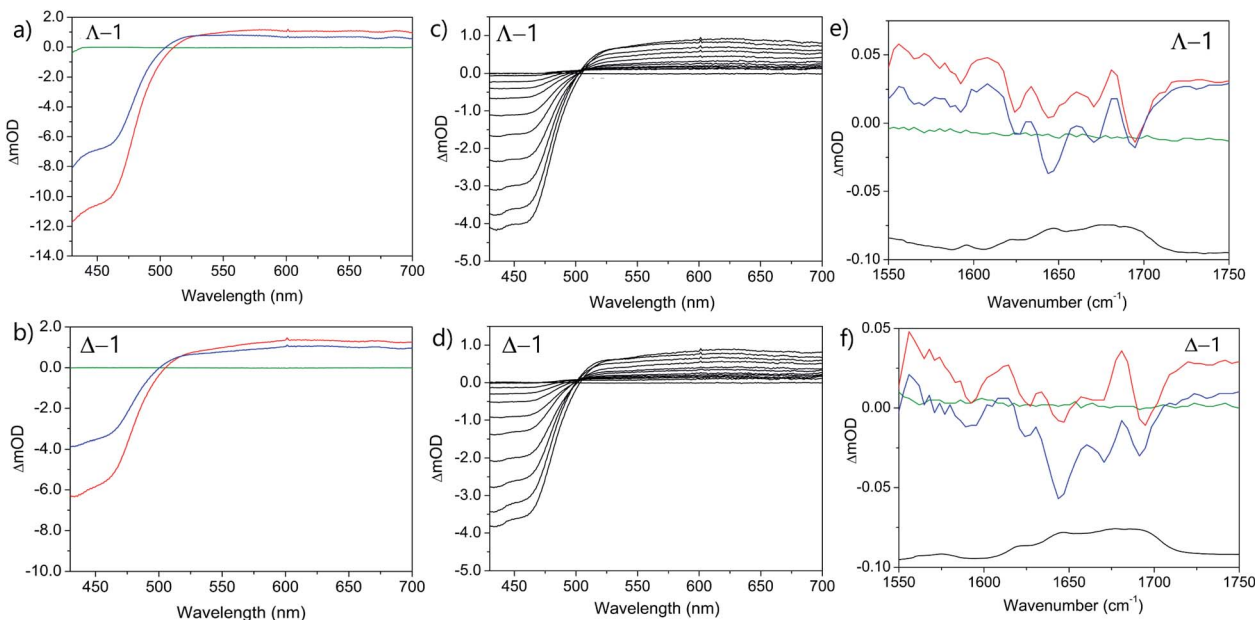 a)
Λ–1
2.0
0.0
-2.0
-4.0
-6.0
-8.0
-10.0
-12.0
-14.0
ΔmOD
450 500 550 600 650 700
Wavelength (nm)
b)
Δ–1
2.0
0.0
-2.0
-4.0
-6.0
-8.0
-10.0
ΔmOD
450 500 550 600 650 700
Wavelength (nm)
c)
Λ–1
1.0
0.0
-1.0
-2.0
-3.0
-4.0
-5.0
ΔmOD
450 500 550 600 650 700
Wavelength (nm)
d)
Δ–1
1.0
0.0
-1.0
-2.0
-3.0
-4.0
-5.0
ΔmOD
450 500 550 600 650 700
Wavelength (nm)
e)
Λ–1
0.05
0.00
-0.05
-0.10
ΔmOD
1550 1600 1650 1700 1750
Wavenumber (cm⁻¹)
f)
Δ–1
0.05
0.00
-0.05
-0.10
ΔmOD
1550 1600 1650 1700 1750
Wavenumber (cm⁻¹)